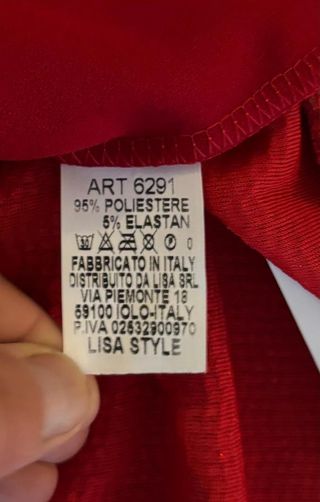 ART 6291
95% POLIESTERE
5% ELASTAN
FABBRICATO IN ITALY
DISTRIBUITO DA LISA SRL
VIA PIEMONTE 18
59100 IOLO-ITALY
P.IVA 02532900970
LISA STYLE